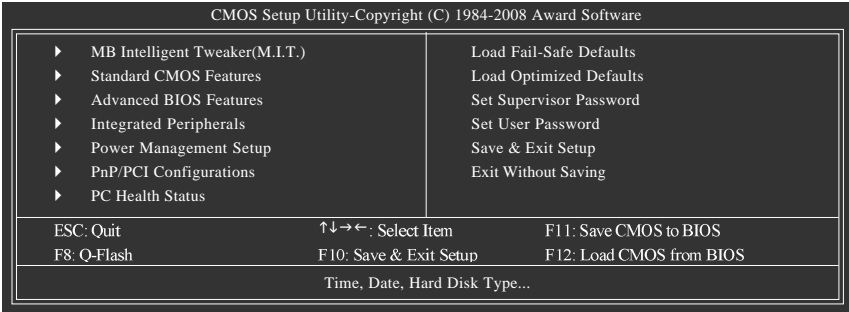 CMOS Setup Utility-Copyright (C) 1984-2008 Award Software
MB Intelligent Tweaker(M.I.T.)
Standard CMOS Features
Advanced BIOS Features
Integrated Peripherals
Power Management Setup
PnP/PCI Configurations
PC Health Status
Load Fail-Safe Defaults
Load Optimized Defaults
Set Supervisor Password
Set User Password
Save & Exit Setup
Exit Without Saving
ESC: Quit ↑↓→←: Select Item F11: Save CMOS to BIOS
F8: Q-Flash F10: Save & Exit Setup F12: Load CMOS from BIOS
Time, Date, Hard Disk Type...